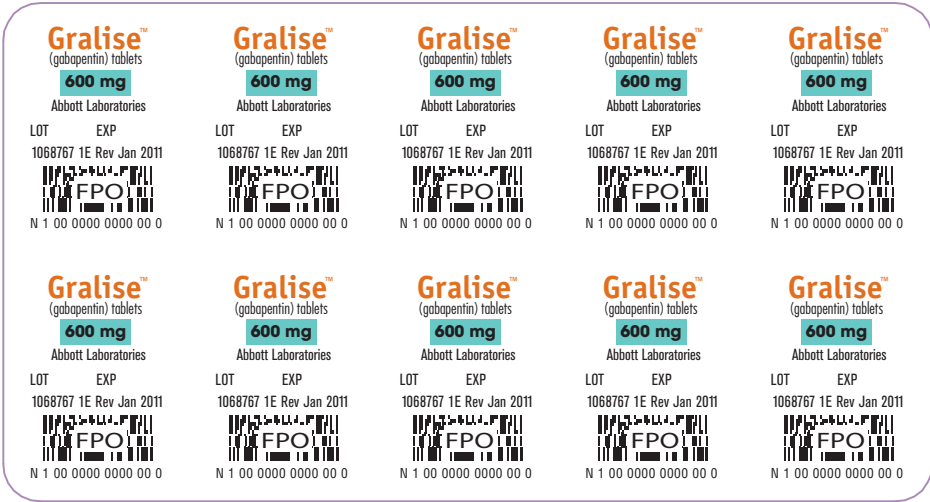 Gralise™ Gralise™ Gralise™ Gralise™ Gralise™
(gabapentin) tablets (gabapentin) tablets (gabapentin) tablets (gabapentin) tablets (gabapentin) tablets
600 mg 600 mg 600 mg 600 mg 600 mg
Abbott Laboratories Abbott Laboratories Abbott Laboratories Abbott Laboratories Abbott Laboratories
LOT EXP LOT EXP LOT EXP LOT EXP LOT EXP
1068767 1E Rev Jan 2011 1068767 1E Rev Jan 2011 1068767 1E Rev Jan 2011 1068767 1E Rev Jan 2011 1068767 1E Rev Jan 2011
FPO FPO FPO FPO FPO
N 1 00 0000 0000 00 0 N 1 00 0000 0000 00 0 N 1 00 0000 0000 00 0 N 1 00 0000 0000 00 0 N 1 00 0000 0000 00 0
Gralise™ Gralise™ Gralise™ Gralise™ Gralise™
(gabapentin) tablets (gabapentin) tablets (gabapentin) tablets (gabapentin) tablets (gabapentin) tablets
600 mg 600 mg 600 mg 600 mg 600 mg
Abbott Laboratories Abbott Laboratories Abbott Laboratories Abbott Laboratories Abbott Laboratories
LOT EXP LOT EXP LOT EXP LOT EXP LOT EXP
1068767 1E Rev Jan 2011 1068767 1E Rev Jan 2011 1068767 1E Rev Jan 2011 1068767 1E Rev Jan 2011 1068767 1E Rev Jan 2011
FPO FPO FPO FPO FPO
N 1 00 0000 0000 00 0 N 1 00 0000 0000 00 0 N 1 00 0000 0000 00 0 N 1 00 0000 0000 00 0 N 1 00 0000 0000 00 0